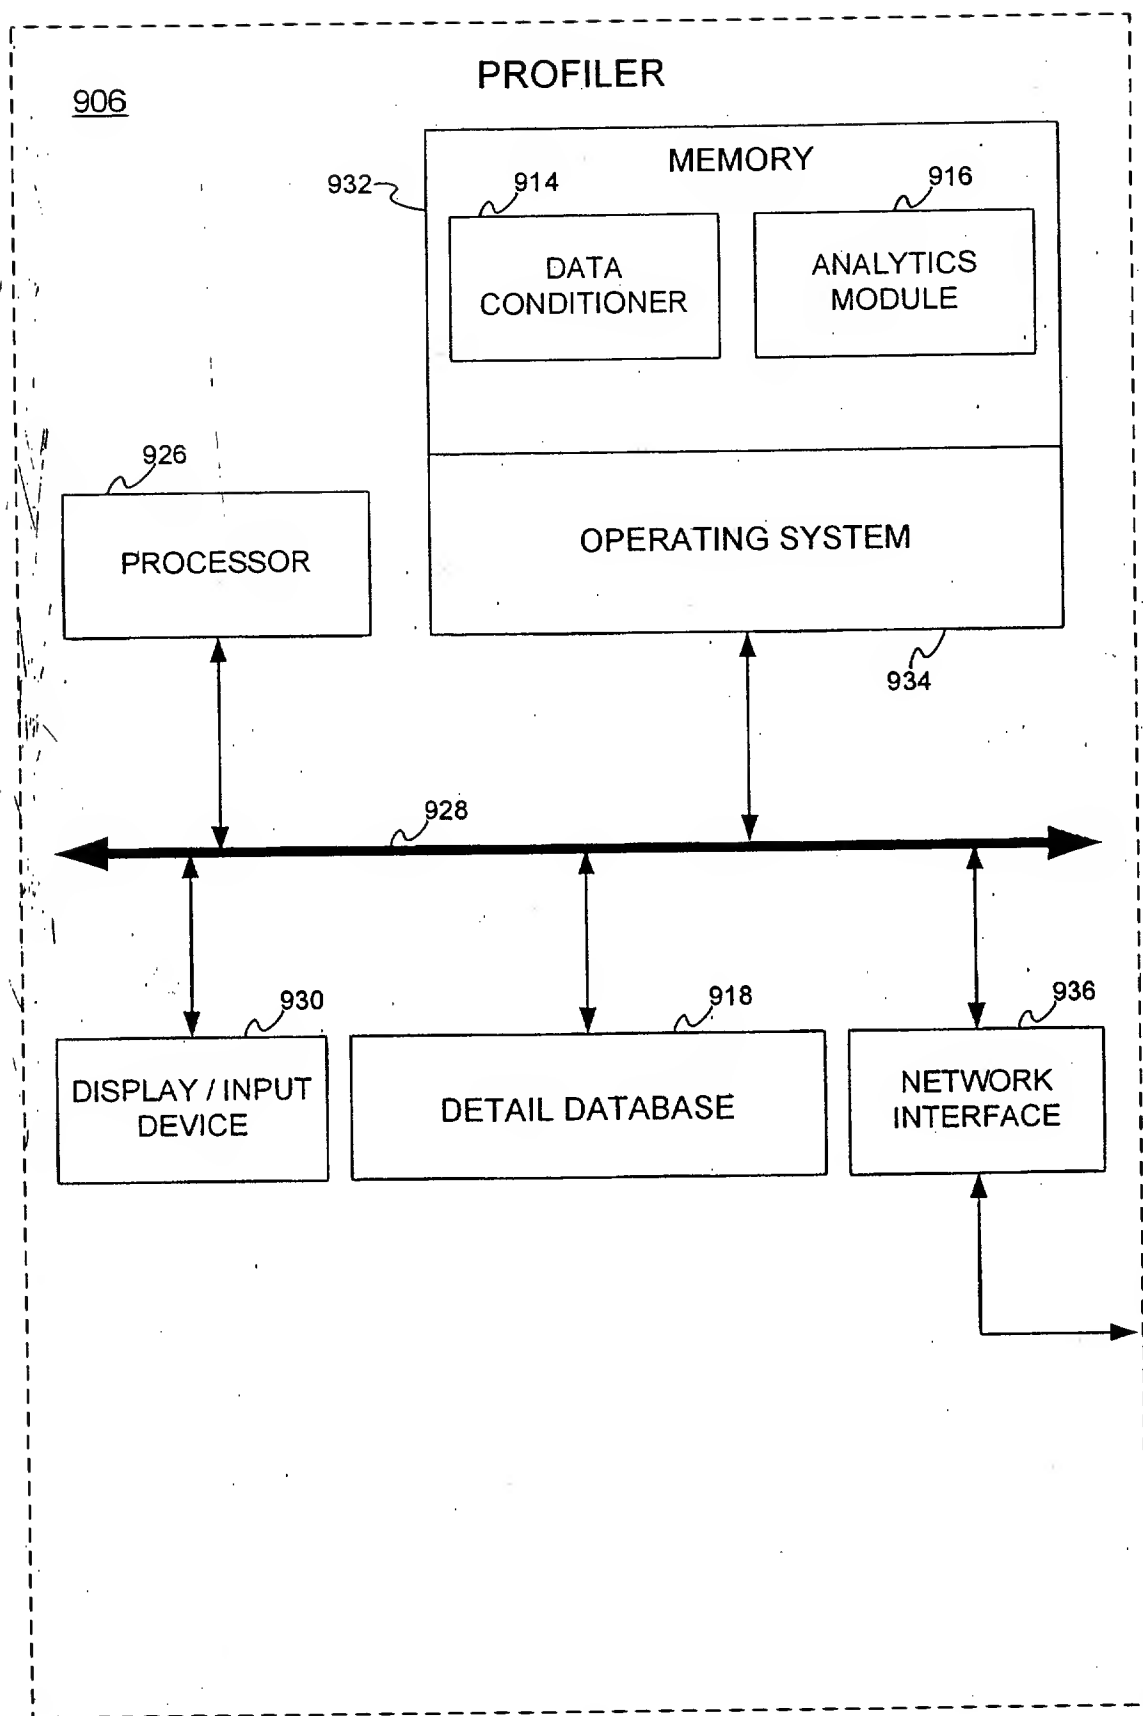 PROFILER
906
MEMORY
932
914
916
DATA
CONDITIONER
ANALYTICS
MODULE
926
PROCESSOR
OPERATING SYSTEM
934
928
930
918
936
DISPLAY / INPUT
DEVICE
DETAIL DATABASE
NETWORK
INTERFACE